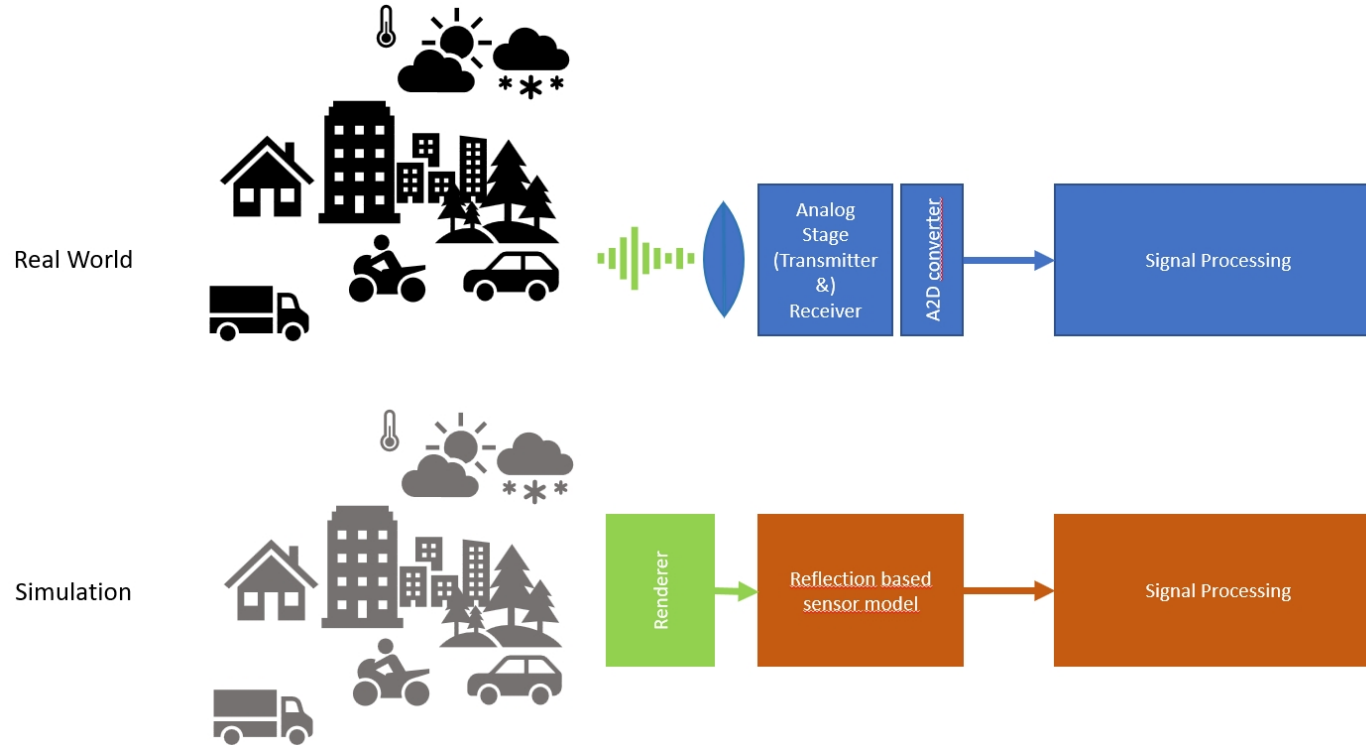 Real World
Analog
Stage
(Transmitter
&)
Receiver
A2D converter
Signal Processing
Simulation
Renderer
Reflection based
sensor model
Signal Processing